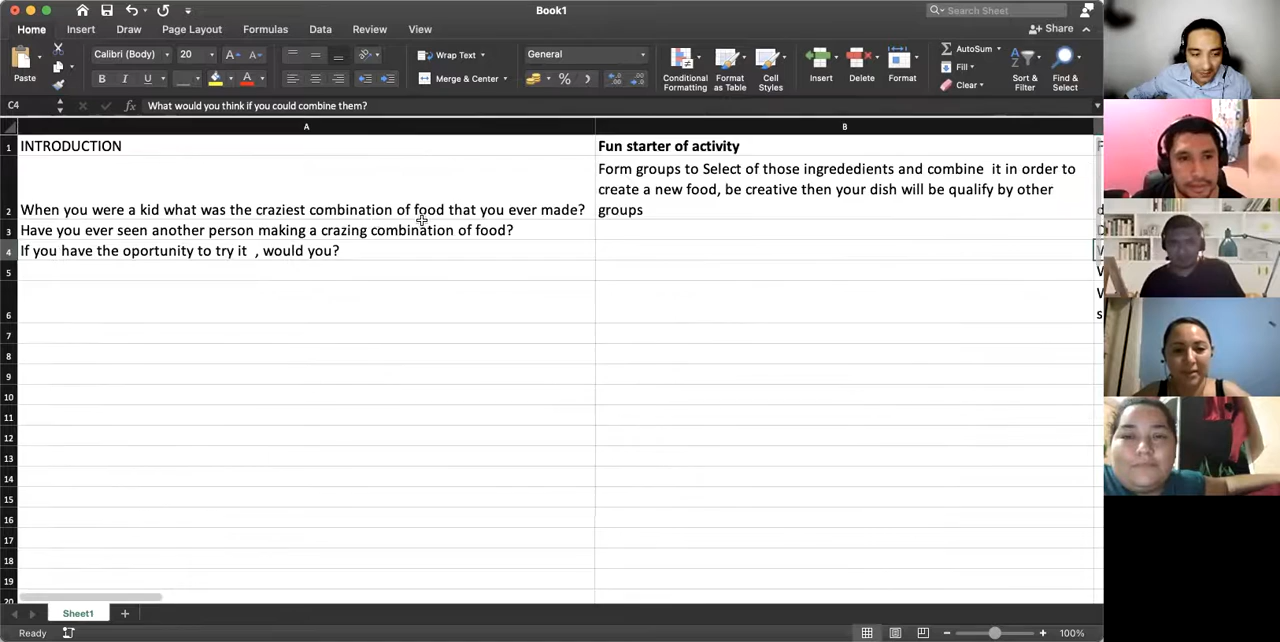 Book1
Search Sheet
Home Insert Draw Page Layout Formulas Data Review View
Share
Paste
Calibri (Body) 20 A A
B I U A
Wrap Text
Merge & Center
General
%
Conditional Formatting
Format as Table
Cell Styles
Insert
Delete
Format
AutoSum
Fill
Clear
Sort & Filter
Find & Select
C4 fx What would you think if you could combine them?
A B
1 INTRODUCTION Fun starter of activity
Form groups to Select of those ingrededients and combine it in order to
create a new food, be creative then your dish will be qualify by other
2 When you were a kid what was the craziest combination of food that you ever made? groups
3 Have you ever seen another person making a crazing combination of food?
4 If you have the oportunity to try it , would you?
5
6
7
8
9
10
11
12
13
14
15
16
17
18
19
20
Sheet1
Ready
100%